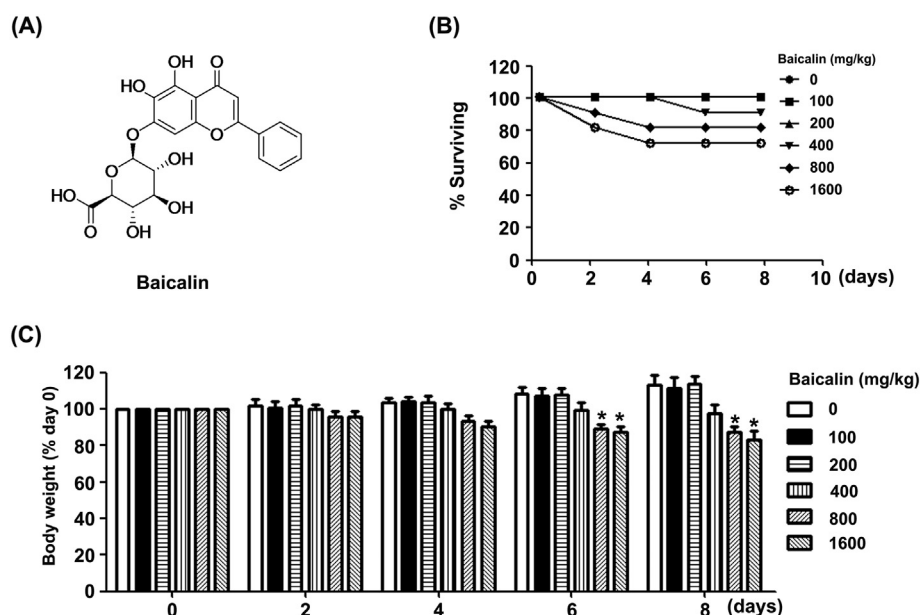 (A)
OH
O
HO
O
O
O
OH
HO
O
OH
OH
Baicalin
(B)
% Surviving
120
100
80
60
40
20
0
0 2 4 6 8 10 (days)
Baicalin (mg/kg)
0
100
200
400
800
1600
(C)
Body weight (% day 0)
120
100
80
60
40
20
0
* *
* *
0 2 4 6 8 (days)
Baicalin (mg/kg)
0
100
200
400
800
1600